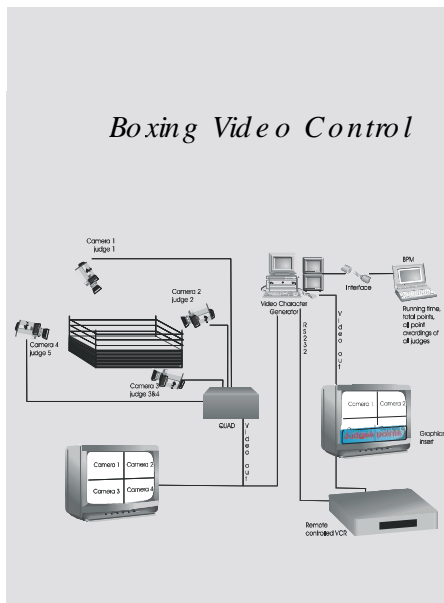 Boxing Video Control
Camera 1
judge 1
Camera 2
judge 2
Camera 4
judge 5
Camera 3
judge 3&4
QUAD
Video out
Video Character
Generator
RS232
Video out
Interface
BPM
Running time,
total points,
all point
awardings of
all judges
Camera 1
Camera 2
Camera 3
Camera 4
Camera 1
Camera 2
Judges points
Graphics
insert
Remote
controlled VCR